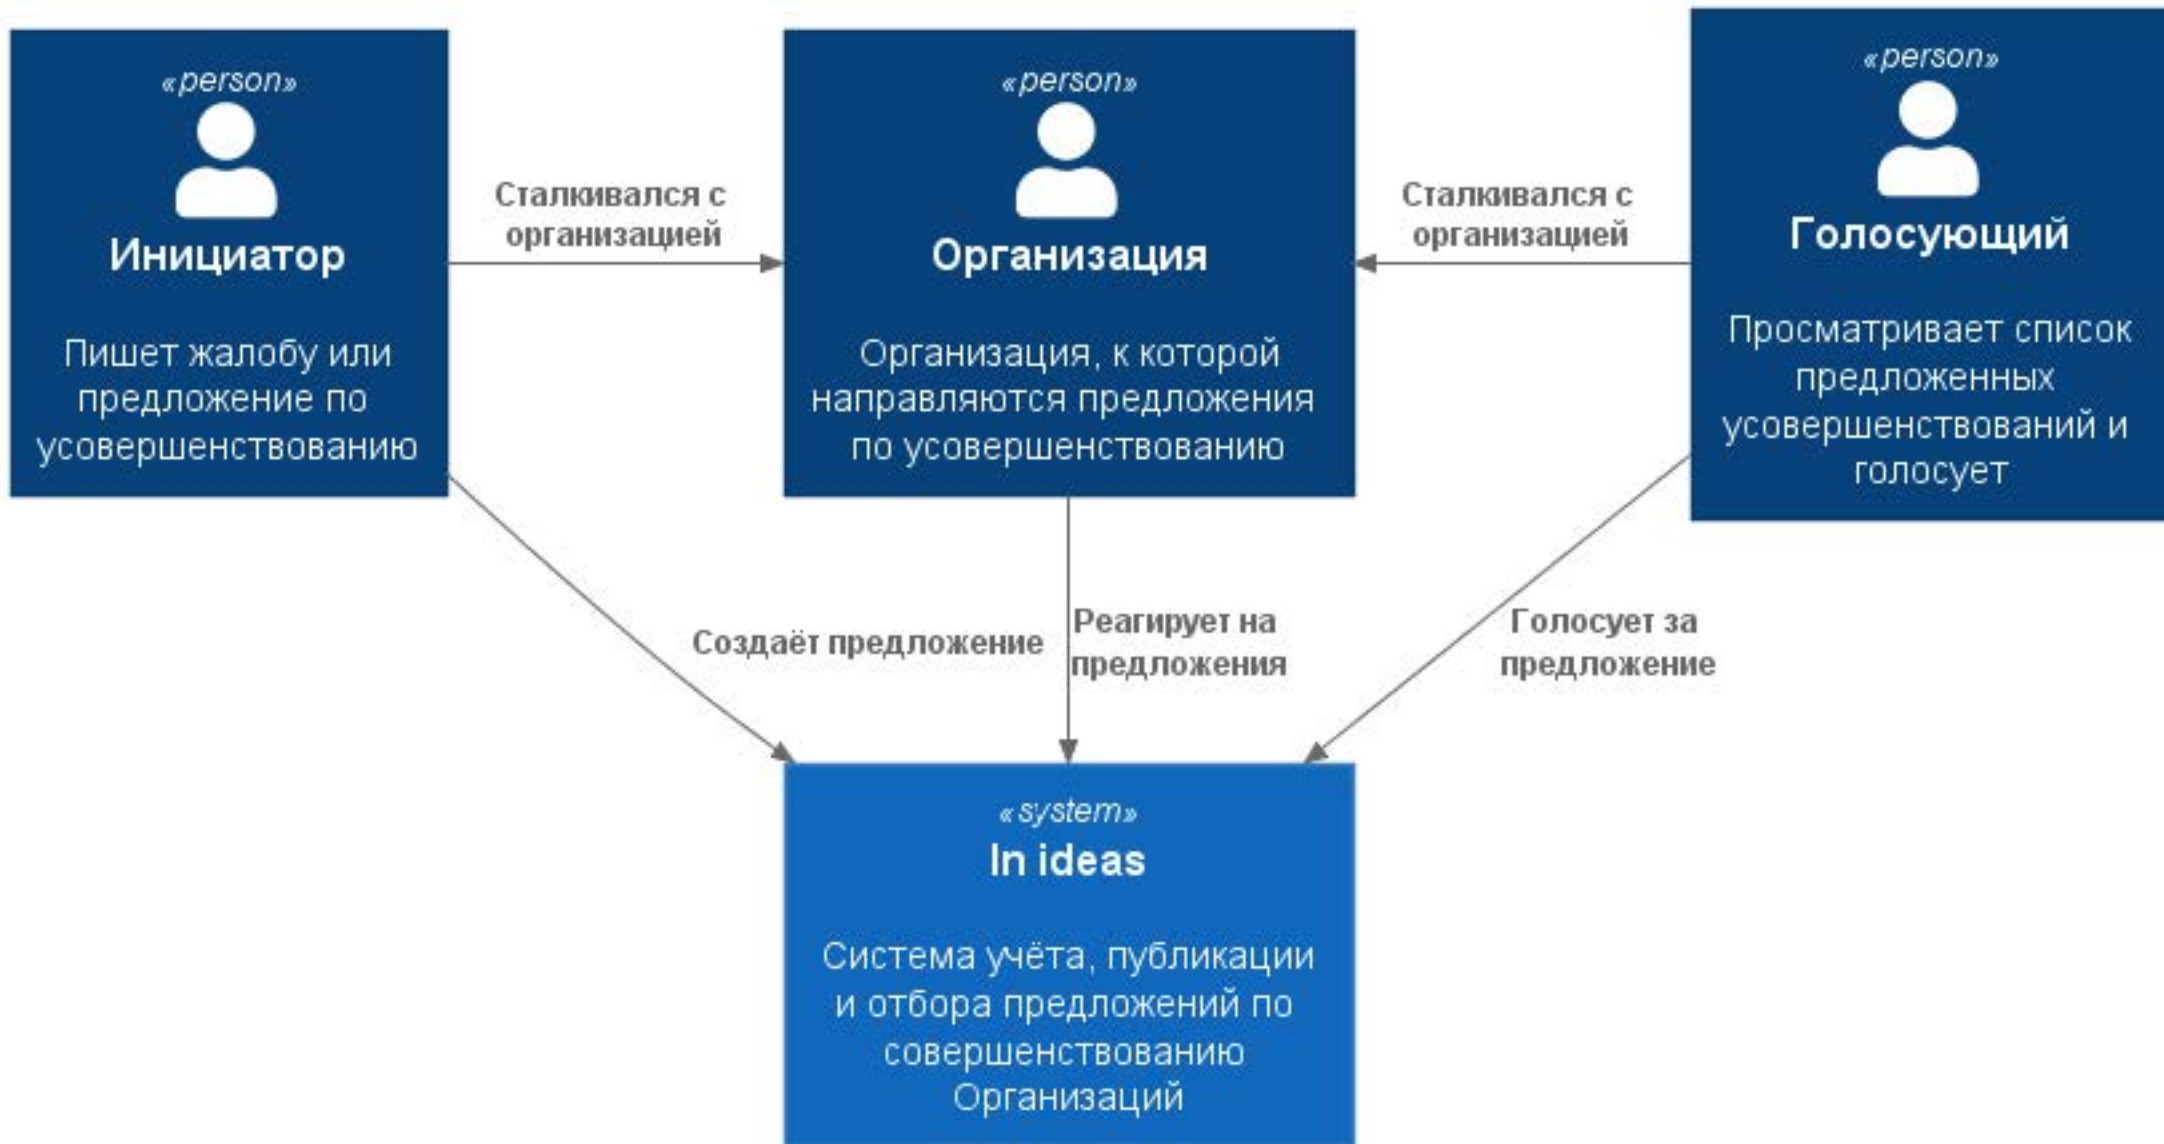 «person»
Инициатор
Пишет жалобу или
предложение по
усовершенствованию
Сталкивался с
организацией
«person»
Организация
Организация, к которой
направляются предложения
по усовершенствованию
Сталкивался с
организацией
«person»
Голосующий
Просматривает список
предложенных
усовершенствований и
голосует
Создаёт предложение
Реагирует на
предложения
Голосует за
предложение
«system»
In ideas
Система учёта, публикации
и отбора предложений по
совершенствованию
Организаций